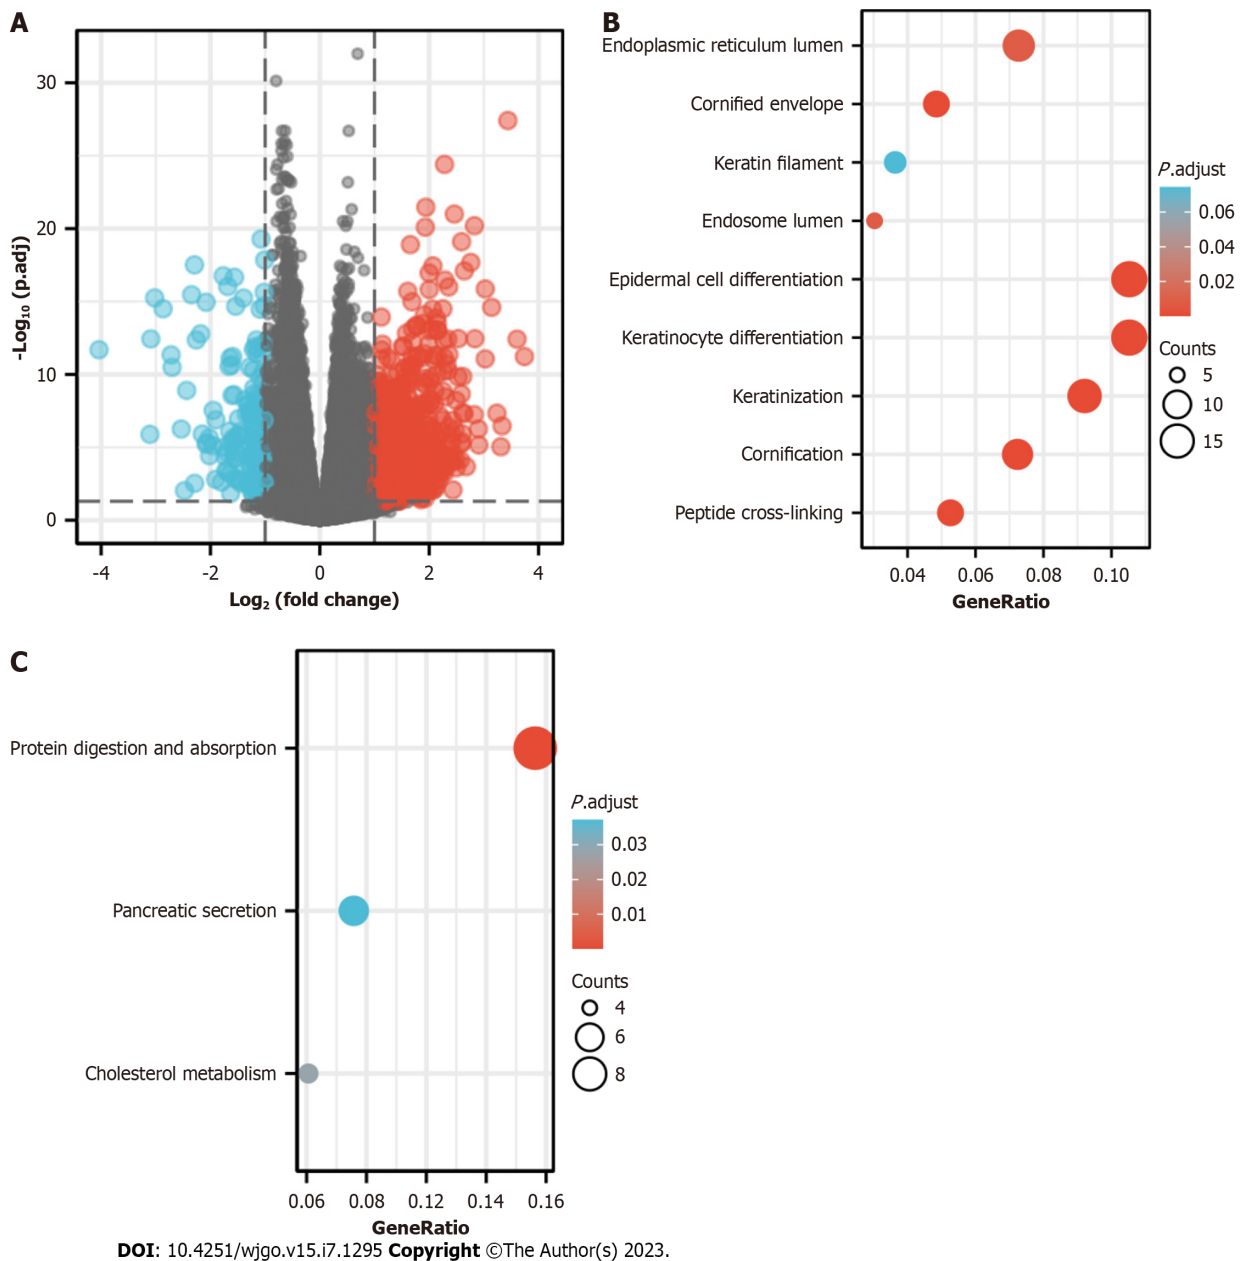 A
-Log10 (p.adj)
30
20
10
0
-4 -2 0 2 4
Log2 (fold change)
B
Endoplasmic reticulum lumen
Cornified envelope
Keratin filament
Endosome lumen
Epidermal cell differentiation
Keratinocyte differentiation
Keratinization
Cornification
Peptide cross-linking
0.04 0.06 0.08 0.10
GeneRatio
P.adjust
0.06
0.04
0.02
Counts
5
10
15
C
Protein digestion and absorption
Pancreatic secretion
Cholesterol metabolism
0.06 0.08 0.12 0.14 0.16
GeneRatio
P.adjust
0.03
0.02
0.01
Counts
4
6
8
DOI: 10.4251/wjgo.v15.i7.1295 Copyright ©The Author(s) 2023.